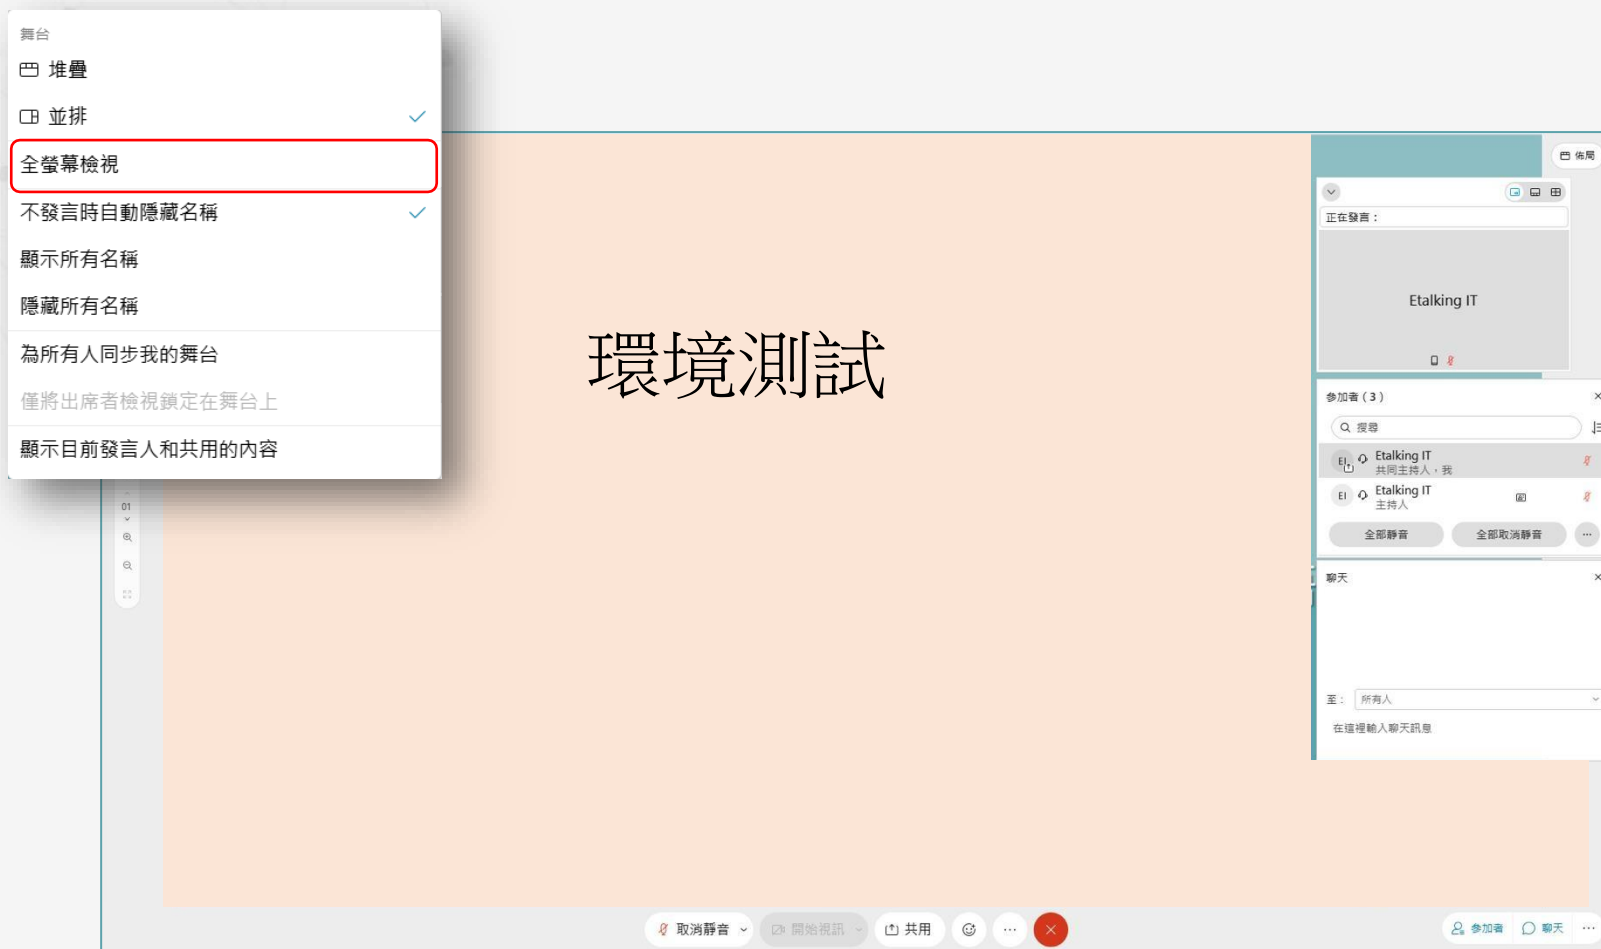 舞台
堆疊
並排
全螢幕檢視
不發言時自動隱藏名稱
顯示所有名稱
隱藏所有名稱
為所有人同步我的舞台
僅將出席者檢視鎖定在舞台上
顯示目前發言人和共用的內容
01
環境測試
佈局
正在發言：
Etalking IT
參加者 ( 3 )
搜尋
EI Etalking IT
共同主持人，我
EI Etalking IT
主持人
全部靜音 全部取消靜音
聊天
至： 所有人
在這裡輸入聊天訊息
取消靜音 開始視訊 共用
參加者 聊天